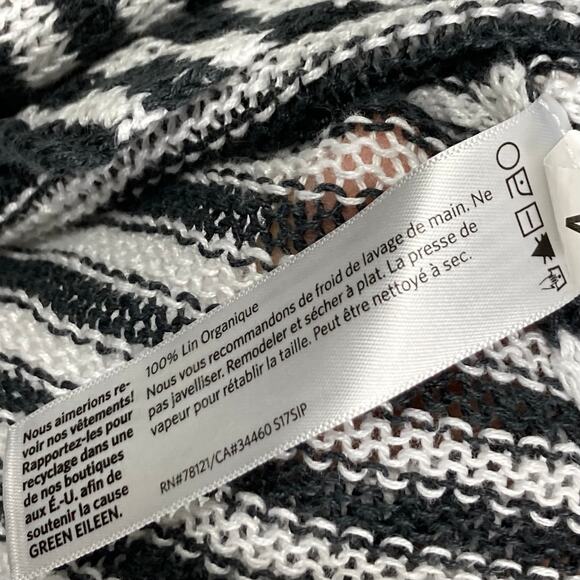 100% Lin Organique
Nous vous recommandons de froid de lavage de main. Ne
pas javelliser. Remodeler et sécher à plat. La presse de
vapeur pour rétablir la taille. Peut être nettoyé à sec.
RN#78121/CA#34460 S17SIP
Nous aimerions re-
voir nos vêtements!
Rapportez-les pour
recyclage dans une
de nos boutiques
aux É.-U. afin de
soutenir la cause
GREEN EILEEN.